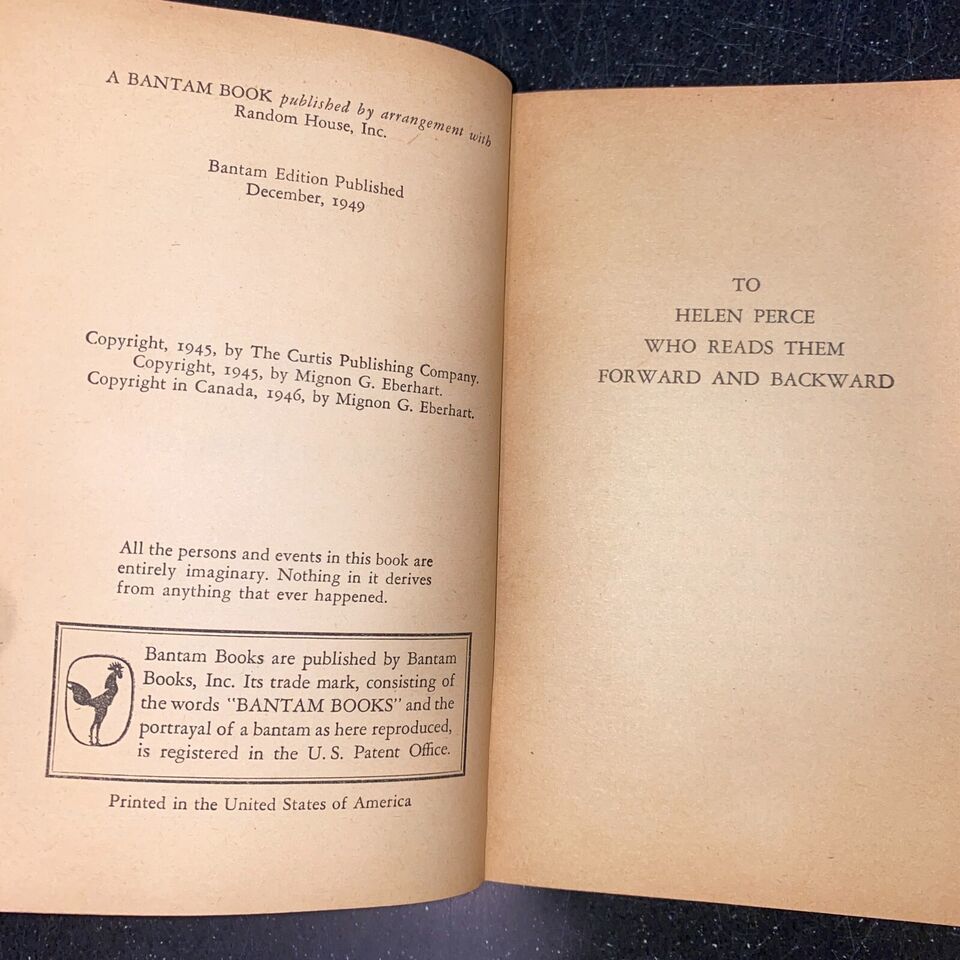 A BANTAM BOOK published by arrangement with
Random House, Inc.
Bantam Edition Published
December, 1949
Copyright, 1945, by The Curtis Publishing Company.
Copyright, 1945, by Mignon G. Eberhart.
Copyright in Canada, 1946, by Mignon G. Eberhart.
All the persons and events in this book are
entirely imaginary. Nothing in it derives
from anything that ever happened.
Bantam Books are published by Bantam
Books, Inc. Its trade mark, consisting of
the words "BANTAM BOOKS" and the
portrayal of a bantam as here reproduced,
is registered in the U. S. Patent Office.
Printed in the United States of America
TO
HELEN PERCE
WHO READS THEM
FORWARD AND BACKWARD